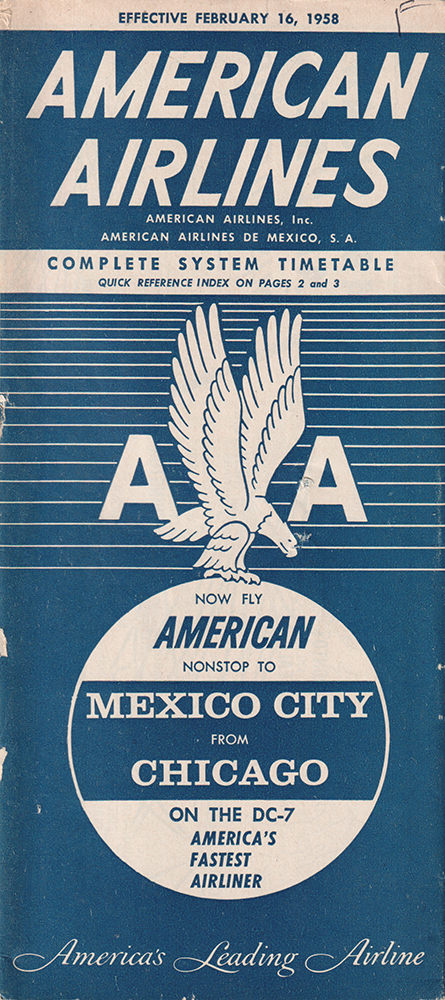 EFFECTIVE FEBRUARY 16, 1958
AMERICAN
AIRLINES
AMERICAN AIRLINES, Inc.
AMERICAN AIRLINES DE MEXICO, S. A.
COMPLETE SYSTEM TIMETABLE
QUICK REFERENCE INDEX ON PAGES 2 and 3
A A
NOW FLY
AMERICAN
NONSTOP TO
MEXICO CITY
FROM
CHICAGO
ON THE DC-7
AMERICA'S
FASTEST
AIRLINER
America's Leading Airline